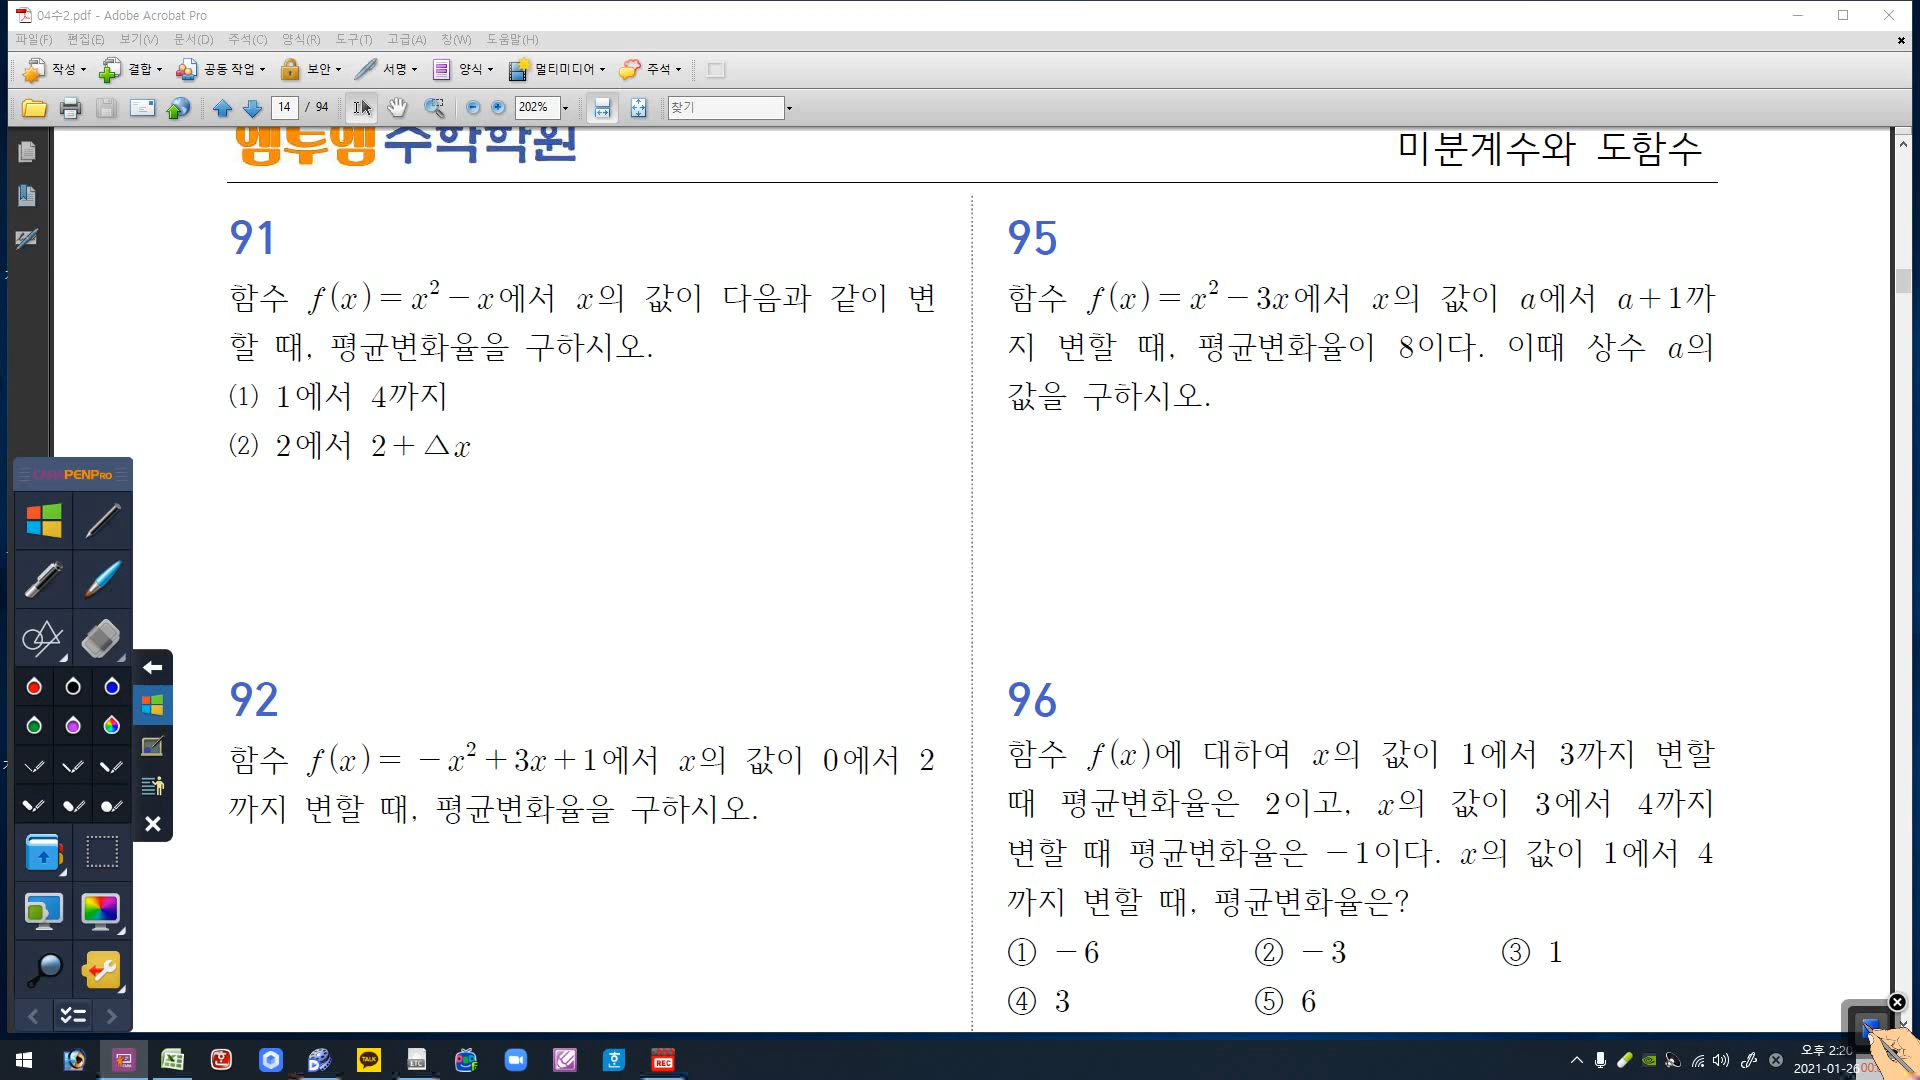 04수2.pdf - Adobe Acrobat Pro
파일(F) 편집(E) 보기(V) 문서(D) 주석(C) 양식(R) 도구(T) 고급(A) 창(W) 도움말(H)
작성 결합 공동 작업 보안 서명 양식 멀티미디어 주석
14 / 94 202% 찾기
엠투엠수학학원
미분계수와 도함수
91
함수 f(x)=x²-x에서 x의 값이 다음과 같이 변
할 때, 평균변화율을 구하시오.
(1) 1에서 4까지
(2) 2에서 2+△x
92
함수 f(x)=-x²+3x+1에서 x의 값이 0에서 2
까지 변할 때, 평균변화율을 구하시오.
95
함수 f(x)=x²-3x에서 x의 값이 a에서 a+1까
지 변할 때, 평균변화율이 8이다. 이때 상수 a의
값을 구하시오.
96
함수 f(x)에 대하여 x의 값이 1에서 3까지 변할
때 평균변화율은 2이고, x의 값이 3에서 4까지
변할 때 평균변화율은 -1이다. x의 값이 1에서 4
까지 변할 때, 평균변화율은?
① -6 ② -3 ③ 1
④ 3 ⑤ 6
TALK
REC
2021-01-26